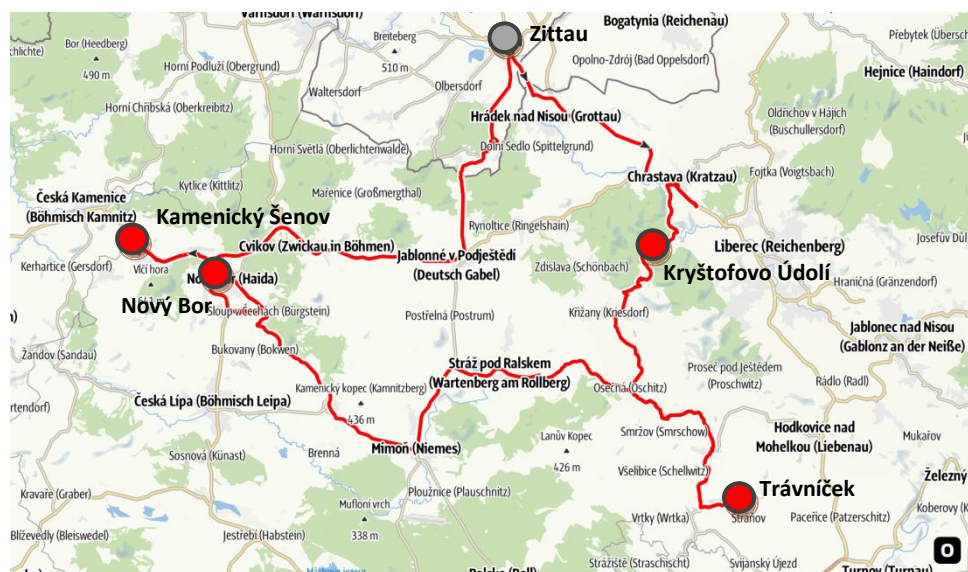 Varnsdorf (Warnsdorf)
Bogatynia (Reichenau)
Zittau
Bor (Heedberg)
490 m
Breiteberg
510 m
Horní Podluží (Obergrund)
Opolno-Zdrój (Bad Oppelsdorf)
Hejnice (Haindorf)
Waltersdorf
Olbersdorf
Horní Chřibská (Oberkreibitz)
Hrádek nad Nisou (Grottau)
Oldřichov v Hájích
(Buschullersdorf)
Horní Světlá (Oberlichtenwalde)
Dolní Sedlo (Spittelgrund)
Chrastava (Kratzau)
Fojtka (Voigtsbach)
Kytlice (Kittlitz)
Mařenice (Großmergthal)
Česká Kamenice
(Böhmisch Kamnitz)
Kamenický Šenov
Rynoltice (Ringelshain)
Cvikov (Zwickau in Böhmen)
Jablonné v Podještědí
(Deutsch Gabel)
Liberec (Reichenberg)
Josefův Důl
Kerhartice (Gersdorf)
Vlčí hora
Zdislava (Schönbach)
Kryštofovo Údolí
Hraničná (Gränzendorf)
Nový Bor
Sloup v Čechách (Bürgstein)
Postřelná (Postrum)
Křižany (Kriesdorf)
Jablonec nad Nisou
(Gablonz an der Neiße)
Žandov (Sandau)
Bukovany (Bokwen)
Stráž pod Ralskem
(Wartenberg am Rollberg)
Proseč pod Ještědem
(Proschwitz)
Rádlo (Radl)
Kamenický kopec (Kamnitzberg)
436 m
Osečná (Oschitz)
Česká Lípa (Böhmisch Leipa)
Smržov (Smrschow)
Hodkovice nad
Mohelkou (Liebenau)
Mukařov
Lanův Kopec
426 m
Sosnová (Künast)
Brenná
Mimoň (Niemes)
Všelibice (Schellwitz)
Železný
Kravaře (Graber)
Ploužnice (Plauschnitz)
Trávníček
Mufloní vrch
338 m
Vrtky (Wrtka)
Paceřice (Patzerschitz)
Koberovy
Jestřebí (Habstein)
Strážiště (Straschischt)
Svijanský Újezd